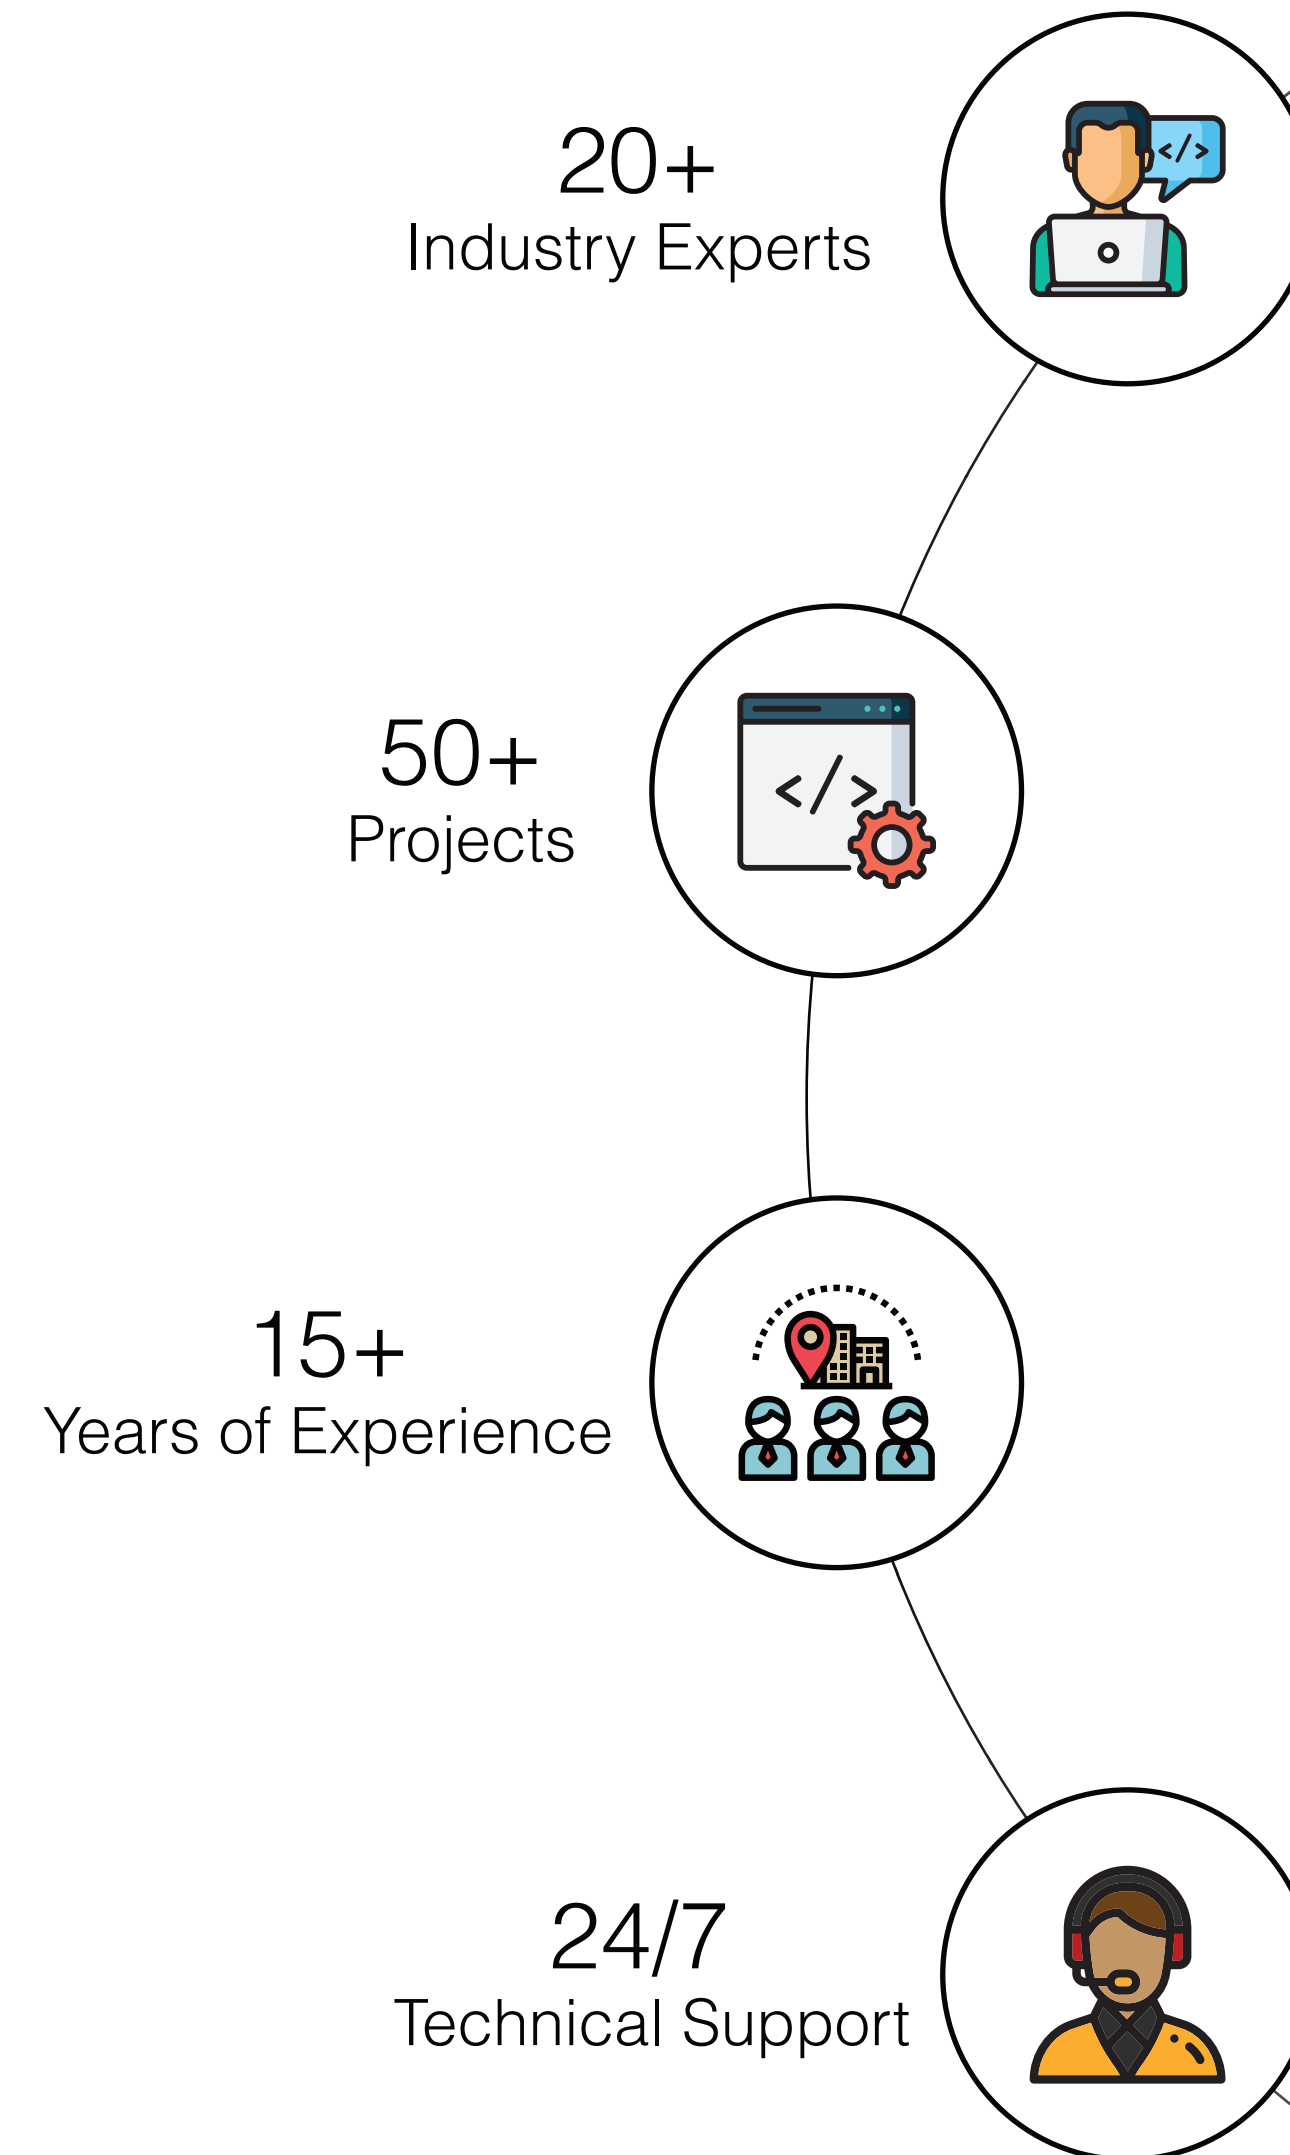 20+
Industry Experts
</>
50+
Projects
</>
15+
Years of Experience
24/7
Technical Support